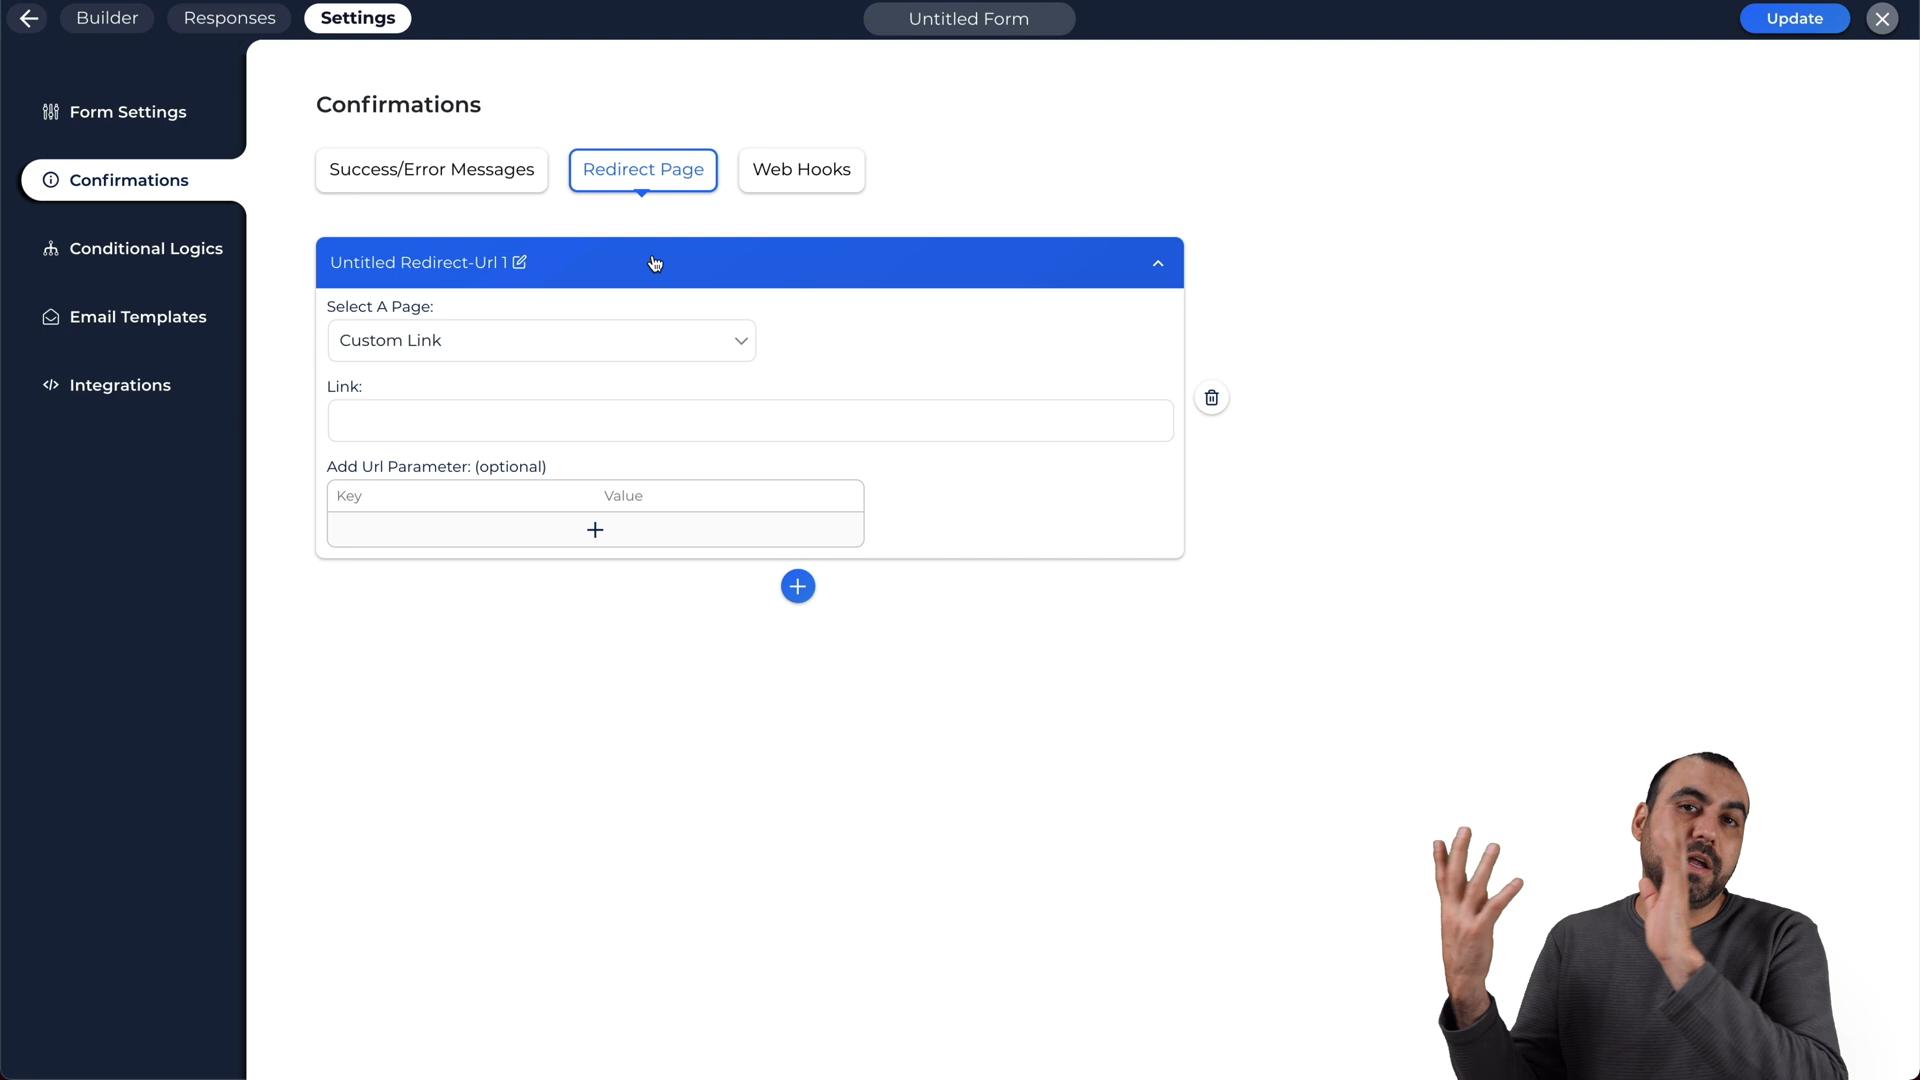 Builder
Responses
Settings
Untitled Form
Update
Form Settings
Confirmations
Conditional Logics
Email Templates
Integrations
Confirmations
Success/Error Messages
Redirect Page
Web Hooks
Untitled Redirect-Url 1
Select A Page:
Custom Link
Link:
Add Url Parameter: (optional)
Key
Value